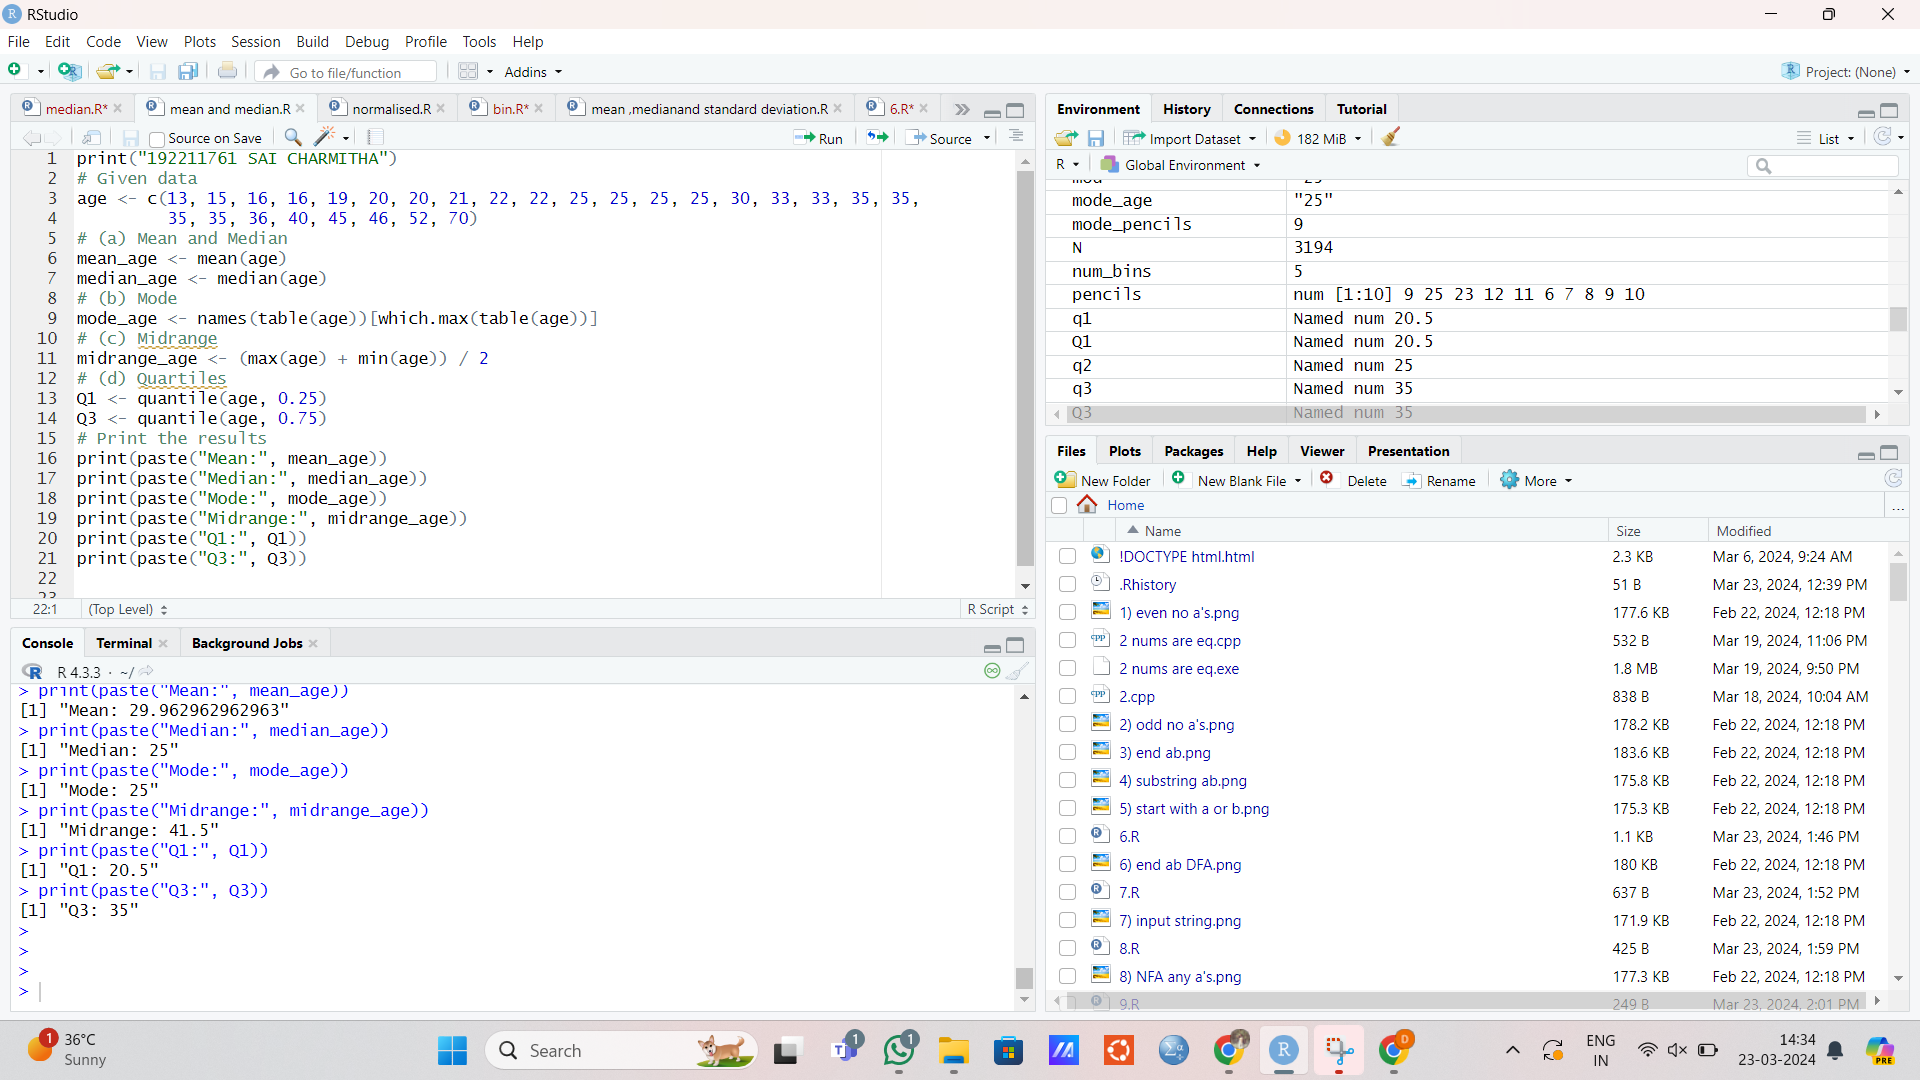 RStudio
File Edit Code View Plots Session Build Debug Profile Tools Help
Go to file/function Addins Project: (None)
median.R* mean and median.R normalised.R bin.R* mean ,medianand standard deviation.R 6.R*
Source on Save Run Source
1 print("192211761 SAI CHARMITHA")
2 # Given data
3 age <- c(13, 15, 16, 16, 19, 20, 20, 21, 22, 22, 25, 25, 25, 25, 30, 33, 33, 35, 35,
4 35, 35, 36, 40, 45, 46, 52, 70)
5 # (a) Mean and Median
6 mean_age <- mean(age)
7 median_age <- median(age)
8 # (b) Mode
9 mode_age <- names(table(age))[which.max(table(age))]
10 # (c) Midrange
11 midrange_age <- (max(age) + min(age)) / 2
12 # (d) Quartiles
13 Q1 <- quantile(age, 0.25)
14 Q3 <- quantile(age, 0.75)
15 # Print the results
16 print(paste("Mean:", mean_age))
17 print(paste("Median:", median_age))
18 print(paste("Mode:", mode_age))
19 print(paste("Midrange:", midrange_age))
20 print(paste("Q1:", Q1))
21 print(paste("Q3:", Q3))
22
23
22:1 (Top Level) R Script
Console Terminal Background Jobs
R 4.3.3 · ~/
> print(paste("Mean:", mean_age))
[1] "Mean: 29.962962962963"
> print(paste("Median:", median_age))
[1] "Median: 25"
> print(paste("Mode:", mode_age))
[1] "Mode: 25"
> print(paste("Midrange:", midrange_age))
[1] "Midrange: 41.5"
> print(paste("Q1:", Q1))
[1] "Q1: 20.5"
> print(paste("Q3:", Q3))
[1] "Q3: 35"
>
>
>
>
Environment History Connections Tutorial
Import Dataset 182 MiB List
R Global Environment
mode_age "25"
mode_pencils 9
N 3194
num_bins 5
pencils num [1:10] 9 25 23 12 11 6 7 8 9 10
q1 Named num 20.5
Q1 Named num 20.5
q2 Named num 25
q3 Named num 35
Q3 Named num 35
Files Plots Packages Help Viewer Presentation
New Folder New Blank File Delete Rename More
Home ...
Name Size Modified
!DOCTYPE html.html 2.3 KB Mar 6, 2024, 9:24 AM
.Rhistory 51 B Mar 23, 2024, 12:39 PM
1) even no a's.png 177.6 KB Feb 22, 2024, 12:18 PM
2 nums are eq.cpp 532 B Mar 19, 2024, 11:06 PM
2 nums are eq.exe 1.8 MB Mar 19, 2024, 9:50 PM
2.cpp 838 B Mar 18, 2024, 10:04 AM
2) odd no a's.png 178.2 KB Feb 22, 2024, 12:18 PM
3) end ab.png 183.6 KB Feb 22, 2024, 12:18 PM
4) substring ab.png 175.8 KB Feb 22, 2024, 12:18 PM
5) start with a or b.png 175.3 KB Feb 22, 2024, 12:18 PM
6.R 1.1 KB Mar 23, 2024, 1:46 PM
6) end ab DFA.png 180 KB Feb 22, 2024, 12:18 PM
7.R 637 B Mar 23, 2024, 1:52 PM
7) input string.png 171.9 KB Feb 22, 2024, 12:18 PM
8.R 425 B Mar 23, 2024, 1:59 PM
8) NFA any a's.png 177.3 KB Feb 22, 2024, 12:18 PM
9.R 249 B Mar 23, 2024, 2:01 PM
1 36°C
Sunny
Search
1 1 D
ENG
IN
14:34
23-03-2024
PRE